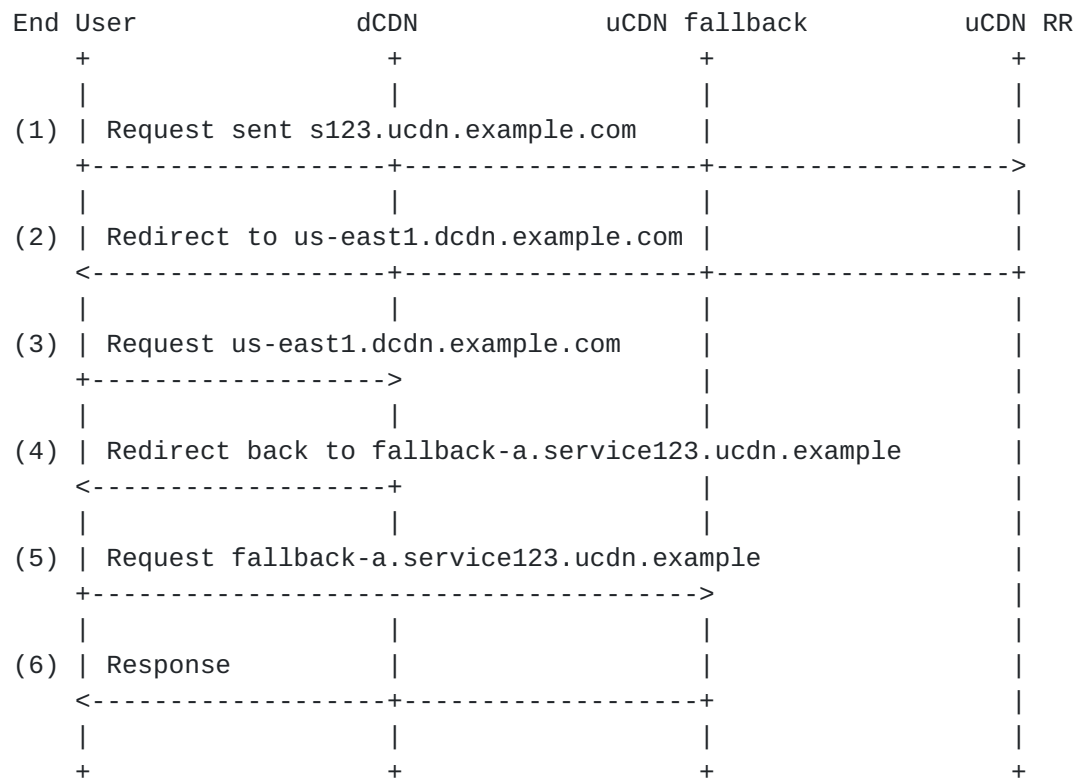 End User dCDN uCDN fallback uCDN RR
(1) | Request sent s123.ucdn.example.com
(2) | Redirect to us-east1.dcdn.example.com |
(3) | Request us-east1.dcdn.example.com
(4) | Redirect back to fallback-a.service123.ucdn.example
(5) | Request fallback-a.service123.ucdn.example
(6) | Response